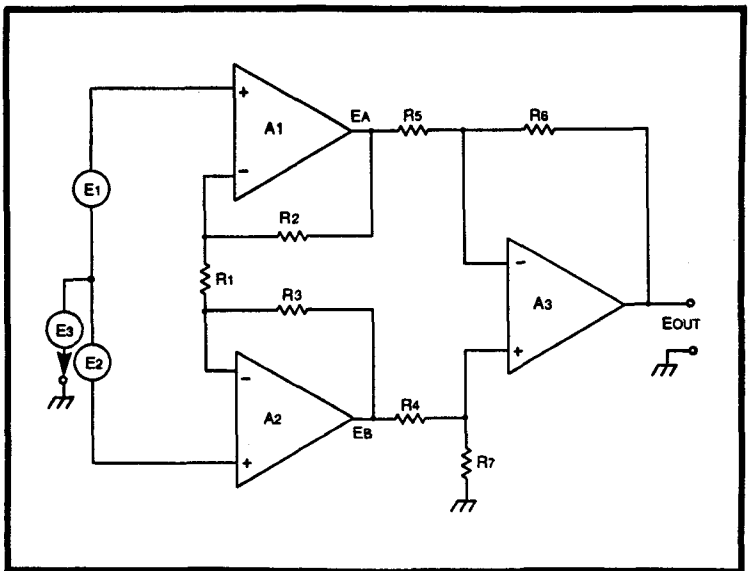 +
A1
−
EA
R5
R6
E1
R2
R1
R3
−
A3
+
EOUT
E3
E2
−
A2
+
EB
R4
R7